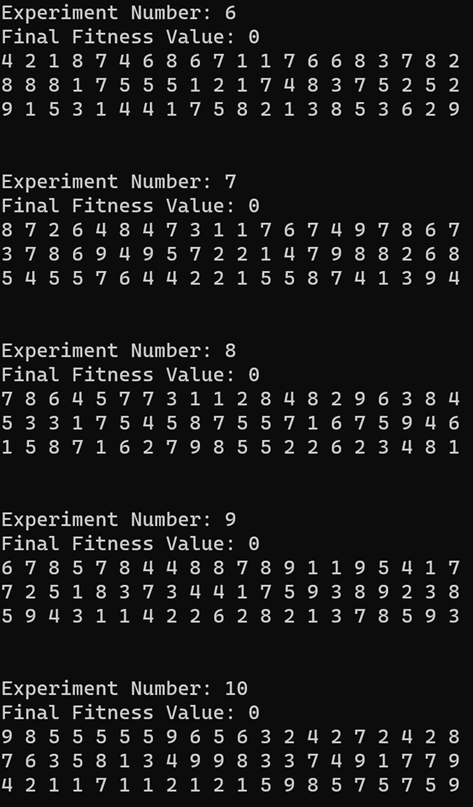 Experiment Number: 6
Final Fitness Value: 0
4 2 1 8 7 4 6 8 6 7 1 1 7 6 6 8 3 7 8 2
8 8 8 1 7 5 5 5 1 2 1 7 4 8 3 7 5 2 5 2
9 1 5 3 1 4 4 1 7 5 8 2 1 3 8 5 3 6 2 9
Experiment Number: 7
Final Fitness Value: 0
8 7 2 6 4 8 4 7 3 1 1 7 6 7 4 9 7 8 6 7
3 7 8 6 9 4 9 5 7 2 2 1 4 7 9 8 8 2 6 8
5 4 5 5 7 6 4 4 2 2 1 5 5 8 7 4 1 3 9 4
Experiment Number: 8
Final Fitness Value: 0
7 8 6 4 5 7 7 3 1 1 2 8 4 8 2 9 6 3 8 4
5 3 3 1 7 5 4 5 8 7 5 5 7 1 6 7 5 9 4 6
1 5 8 7 1 6 2 7 9 8 5 5 2 2 6 2 3 4 8 1
Experiment Number: 9
Final Fitness Value: 0
6 7 8 5 7 8 4 4 8 8 7 8 9 1 1 9 5 4 1 7
7 2 5 1 8 3 7 3 4 4 1 7 5 9 3 8 9 2 3 8
5 9 4 3 1 1 4 2 2 6 2 8 2 1 3 7 8 5 9 3
Experiment Number: 10
Final Fitness Value: 0
9 8 5 5 5 5 5 9 6 5 6 3 2 4 2 7 2 4 2 8
7 6 3 5 8 1 3 4 9 9 8 3 3 7 4 9 1 7 7 9
4 2 1 1 7 1 1 2 1 2 1 5 9 8 5 7 5 7 5 9